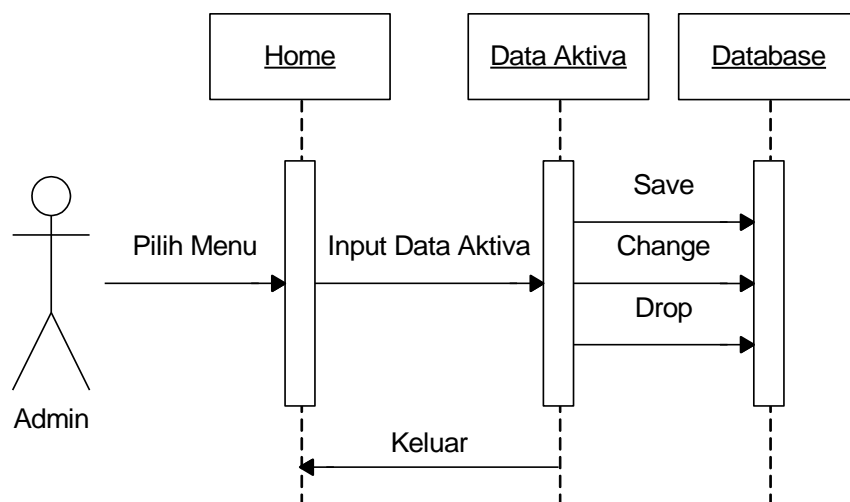 Home
Data Aktiva
Database
Save
Pilih Menu
Input Data Aktiva
Change
Drop
Admin
Keluar